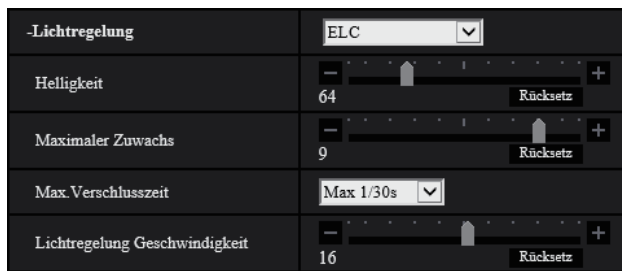 -Lichtregelung ELC
Helligkeit − +
64 Rücksetz
Maximaler Zuwachs − +
9 Rücksetz
Max.Verschlusszeit Max 1/30s
Lichtregelung Geschwindigkeit − +
16 Rücksetz